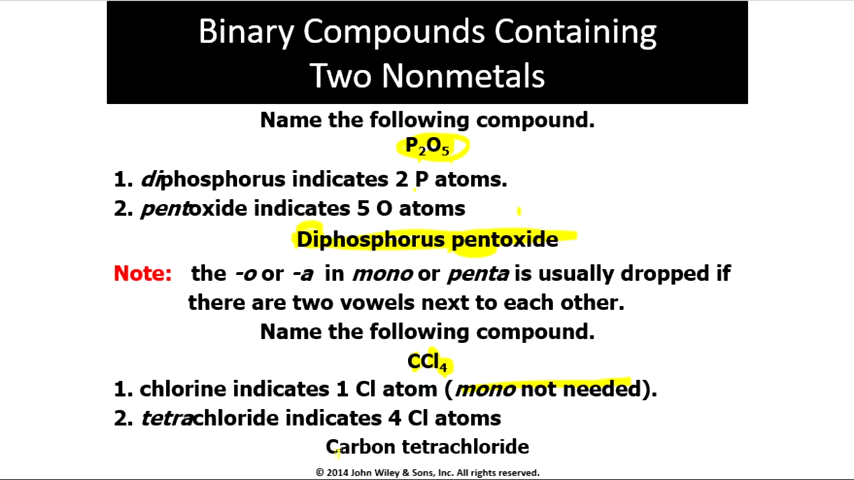 Binary Compounds Containing
Two Nonmetals
Name the following compound.
P₂O₅
1. diphosphorus indicates 2 P atoms.
2. pentoxide indicates 5 O atoms
Diphosphorus pentoxide
Note: the -o or -a in mono or penta is usually dropped if
there are two vowels next to each other.
Name the following compound.
CCl₄
1. chlorine indicates 1 Cl atom (mono not needed).
2. tetrachloride indicates 4 Cl atoms
Carbon tetrachloride
© 2014 John Wiley & Sons, Inc. All rights reserved.